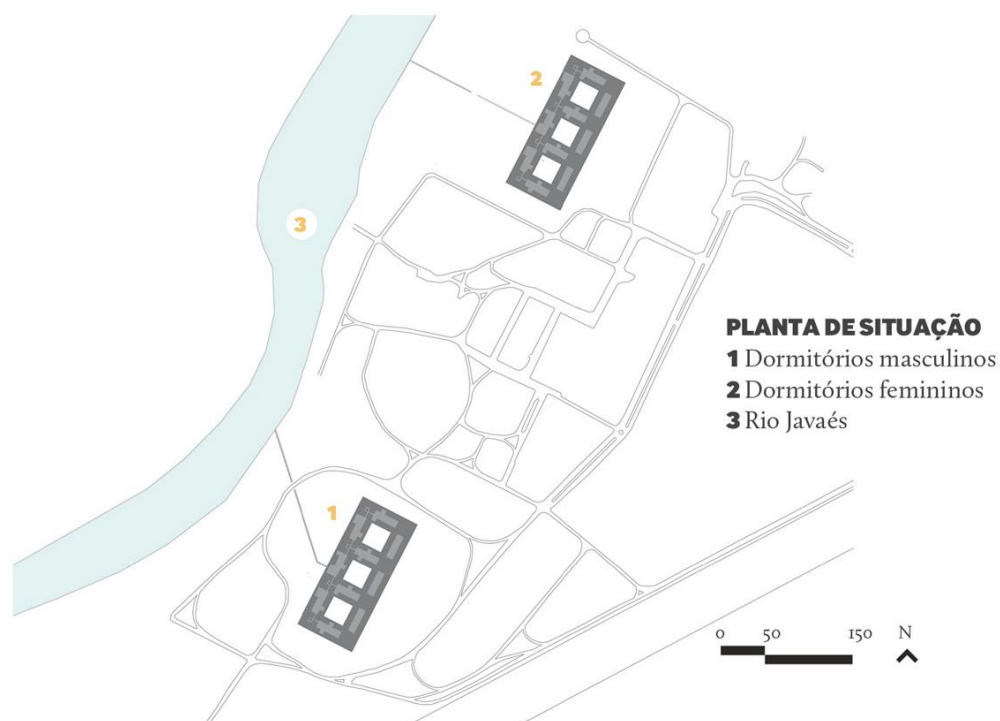 2
3
PLANTA DE SITUAÇÃO
1 Dormitórios masculinos
2 Dormitórios femininos
3 Rio Javaés
1
0 50 150 N